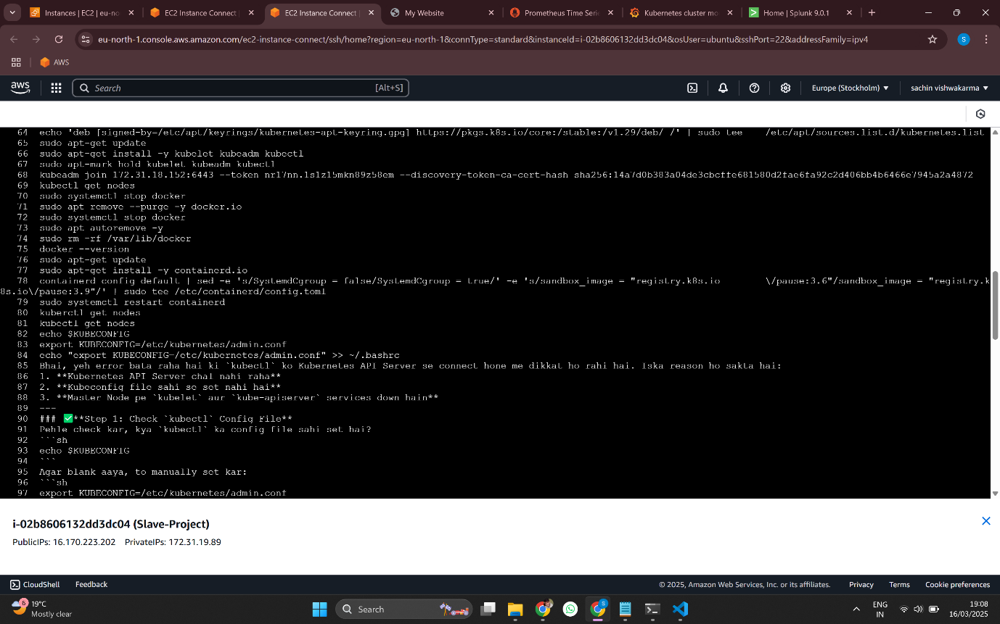 Instances | EC2 | eu-no
EC2 Instance Connect
EC2 Instance Connect
My Website
Prometheus Time Serie
Kubernetes cluster mo
Home | Splunk 9.0.1
eu-north-1.console.aws.amazon.com/ec2-instance-connect/ssh/home?region=eu-north-1&connType=standard&instanceId=i-02b8606132dd3dc04&osUser=ubuntu&sshPort=22&addressFamily=ipv4
S
AWS
aws
Search
[Alt+S]
Europe (Stockholm)
sachin vishwakarma
64 echo 'deb [signed-by=/etc/apt/keyrings/kubernetes-apt-keyring.gpg] https://pkgs.k8s.io/core:/stable:/v1.29/deb/ /' | sudo tee /etc/apt/sources.list.d/kubernetes.list
65 sudo apt-get update
66 sudo apt-get install -y kubelet kubeadm kubectl
67 sudo apt-mark hold kubelet kubeadm kubectl
68 kubeadm join 172.31.18.152:6443 --token nr17nn.1s1z15mkn89z58em --discovery-token-ca-cert-hash sha256:14a7d0b383a04de3cbcffe681580d2fae6fa92c2d406bb4b6466e7945a2a4872
69 kubectl get nodes
70 sudo systemctl stop docker
71 sudo apt remove --purge -y docker.io
72 sudo systemctl stop docker
73 sudo apt autoremove -y
74 sudo rm -rf /var/lib/docker
75 docker --version
76 sudo apt-get update
77 sudo apt-get install -y containerd.io
78 containerd config default | sed -e 's/SystemdCgroup = false/SystemdCgroup = true/' -e 's/sandbox_image = "registry.k8s.io \/pause:3.6"/sandbox_image = "registry.k
8s.io\/pause:3.9"/' | sudo tee /etc/containerd/config.toml
79 sudo systemctl restart containerd
80 kuberctl get nodes
81 kubectl get nodes
82 echo $KUBECONFIG
83 export KUBECONFIG=/etc/kubernetes/admin.conf
84 echo "export KUBECONFIG=/etc/kubernetes/admin.conf" >> ~/.bashrc
85 Bhai, yeh error bata raha hai ki `kubectl` ko Kubernetes API Server se connect hone me dikkat ho rahi hai. Iska reason ho sakta hai:
86 1. **Kubernetes API Server chal nahi raha**
87 2. **Kubeconfig file sahi se set nahi hai**
88 3. **Master Node pe `kubelet` aur `kube-apiserver` services down hain**
89 ---
90 ### ✅**Step 1: Check `kubectl` Config File**
91 Pehle check kar, kya `kubectl` ka config file sahi set hai?
92 ```sh
93 echo $KUBECONFIG
94 ```
95 Agar blank aaya, to manually set kar:
96 ```sh
97 export KUBECONFIG=/etc/kubernetes/admin.conf
i-02b8606132dd3dc04 (Slave-Project)
PublicIPs: 16.170.223.202 PrivateIPs: 172.31.19.89
CloudShell
Feedback
© 2025, Amazon Web Services, Inc. or its affiliates.
Privacy
Terms
Cookie preferences
6
19°C
Mostly clear
Search
S
ENG
IN
19:08
16/03/2025